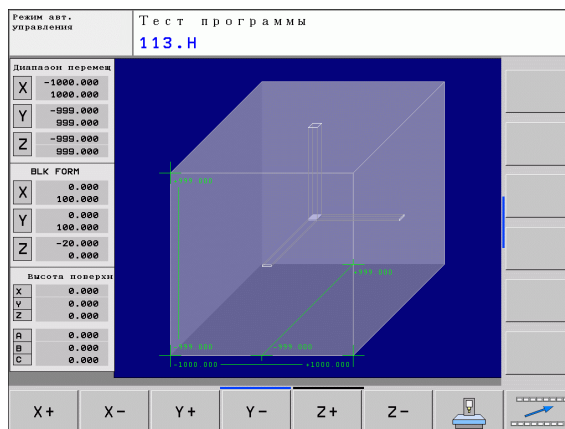 Режим авт.
управления
Тест программы
113.H
Диапазон перемещ
X -1000.000
1000.000
Y -999.000
999.000
Z -999.000
999.000
BLK FORM
X 0.000
100.000
Y 0.000
100.000
Z -20.000
0.000
Высота поверхн
X 0.000
Y 0.000
Z 0.000
A 0.000
B 0.000
C 0.000
+999.000
+999.000
-999.000
-999.000
-1000.000
+1000.000
X+ X- Y+ Y- Z+ Z-